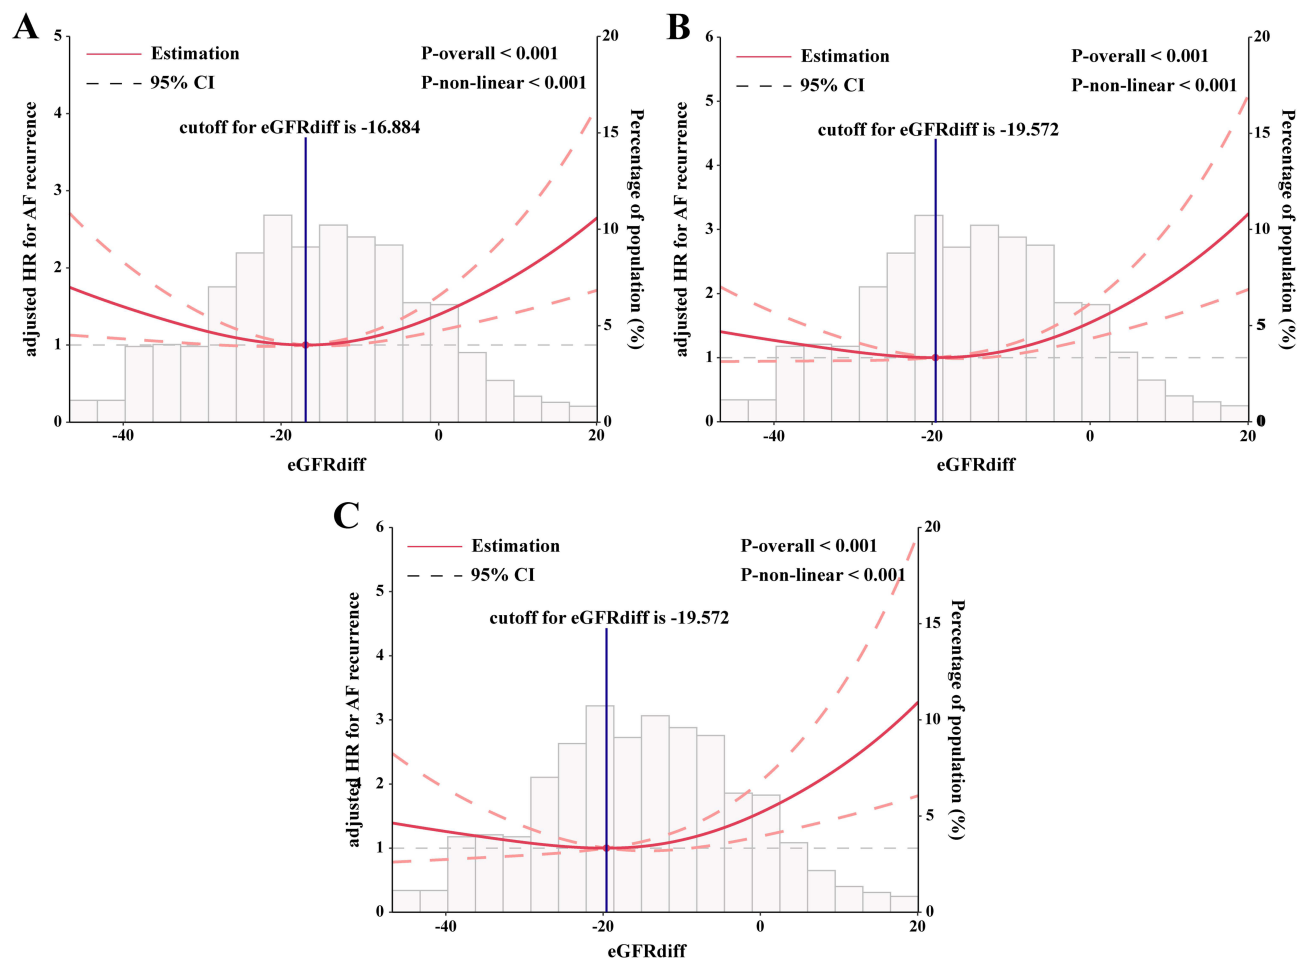 A
Estimation
95% CI
P-overall < 0.001
P-non-linear < 0.001
cutoff for eGFRdiff is -16.884
adjusted HR for AF recurrence
Percentage of population (%)
5
4
3
2
1
0
20
15
10
5
0
-40
-20
0
20
eGFRdiff
B
Estimation
95% CI
P-overall < 0.001
P-non-linear < 0.001
cutoff for eGFRdiff is -19.572
adjusted HR for AF recurrence
Percentage of population (%)
6
5
4
3
2
1
0
20
15
10
5
0
-40
-20
0
20
eGFRdiff
C
Estimation
95% CI
P-overall < 0.001
P-non-linear < 0.001
cutoff for eGFRdiff is -19.572
adjusted HR for AF recurrence
Percentage of population (%)
6
5
4
3
2
1
0
20
15
10
5
0
-40
-20
0
20
eGFRdiff